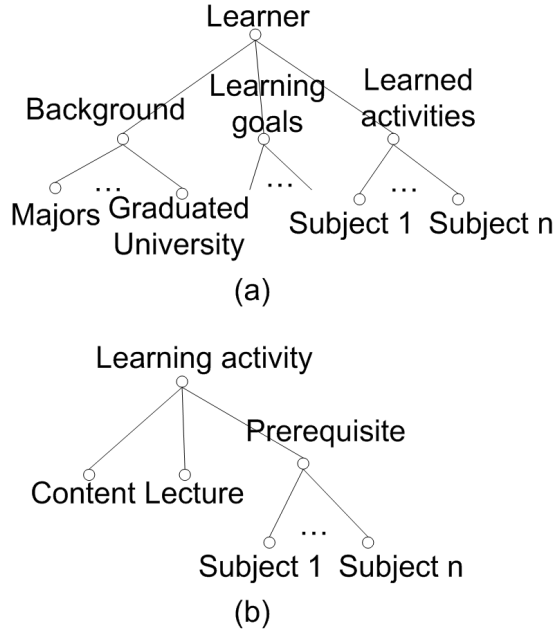 Learner
Background
Learning
goals
Learned
activities
...
...
...
Majors
Graduated
University
Subject 1
Subject n
(a)
Learning activity
Prerequisite
Content
Lecture
...
Subject 1
Subject n
(b)